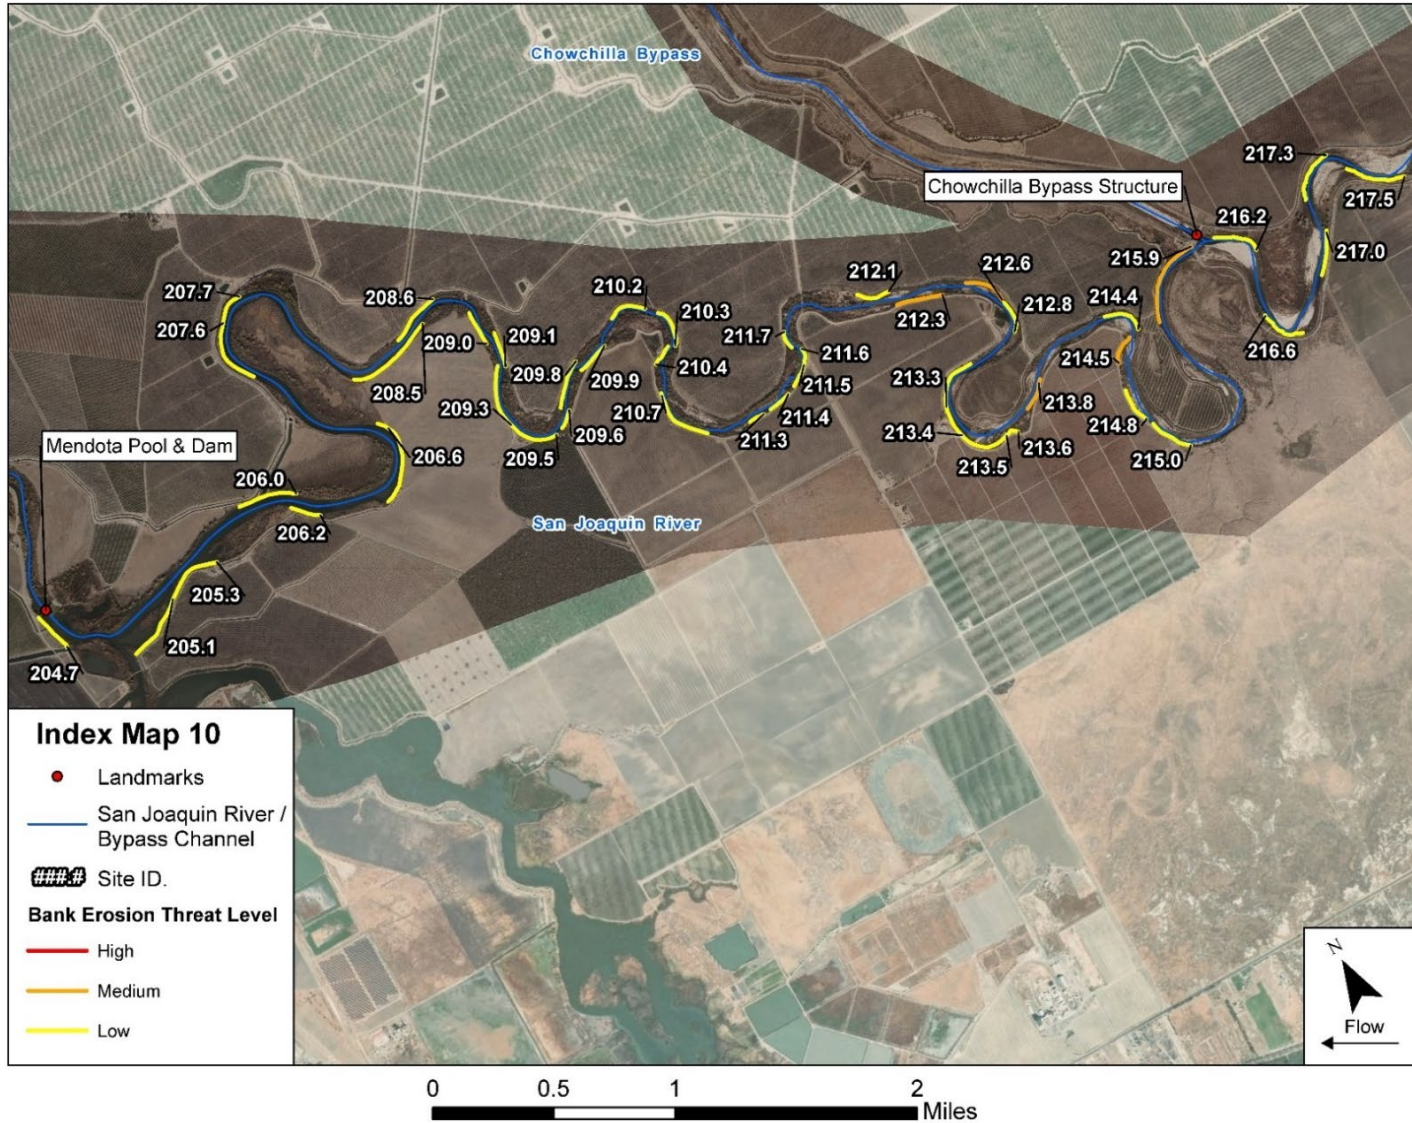 Chowchilla Bypass
217.3
Chowchilla Bypass Structure
217.5
216.2
215.9
217.0
207.7
208.6
210.2
212.1
212.6
207.6
210.3
212.3
212.8
214.4
209.0
209.1
211.7
216.6
209.8
210.4
211.6
214.5
208.5
209.9
211.5
213.3
213.8
209.3
210.7
211.4
214.8
209.6
211.3
213.4
213.6
209.5
213.5
215.0
Mendota Pool & Dam
206.6
206.0
206.2
San Joaquin River
205.3
205.1
204.7
Index Map 10
Landmarks
San Joaquin River /
Bypass Channel
###.# Site ID.
Bank Erosion Threat Level
High
Medium
Low
N
Flow
0 0.5 1 2
Miles